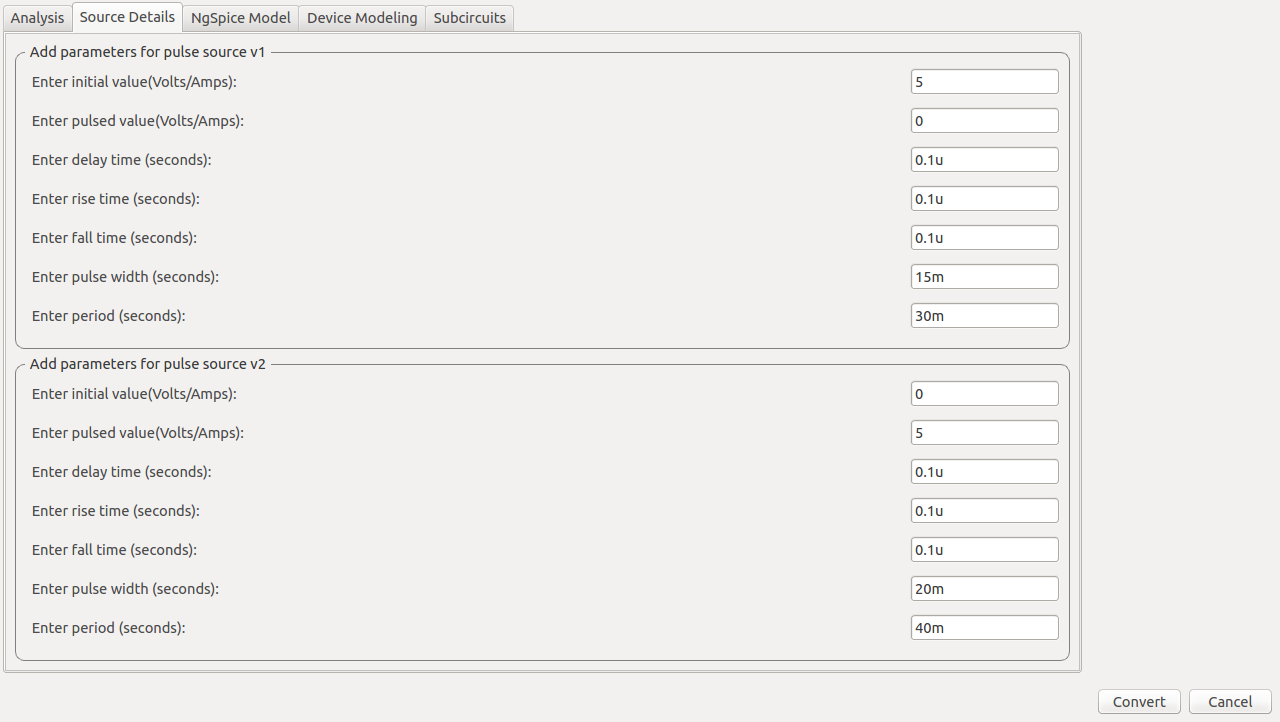 Analysis Source Details NgSpice Model Device Modeling Subcircuits
Add parameters for pulse source v1
Enter initial value(Volts/Amps): 5
Enter pulsed value(Volts/Amps): 0
Enter delay time (seconds): 0.1u
Enter rise time (seconds): 0.1u
Enter fall time (seconds): 0.1u
Enter pulse width (seconds): 15m
Enter period (seconds): 30m
Add parameters for pulse source v2
Enter initial value(Volts/Amps): 0
Enter pulsed value(Volts/Amps): 5
Enter delay time (seconds): 0.1u
Enter rise time (seconds): 0.1u
Enter fall time (seconds): 0.1u
Enter pulse width (seconds): 20m
Enter period (seconds): 40m
Convert Cancel